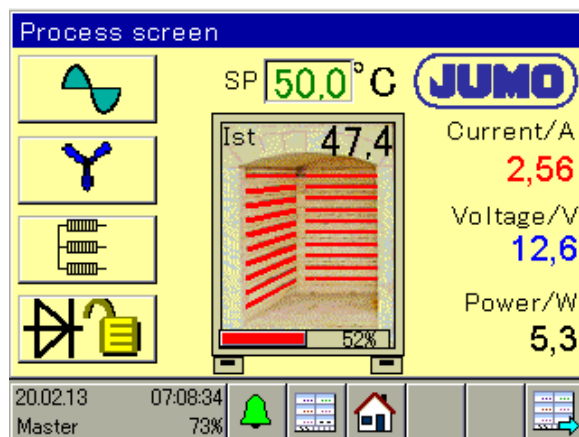 Process screen
SP 50,0 °C
JUMO
Ist 47,4
Current/A
2,56
Voltage/V
12,6
Power/W
5,3
52%
20.02.13 07:08:34
Master 73%